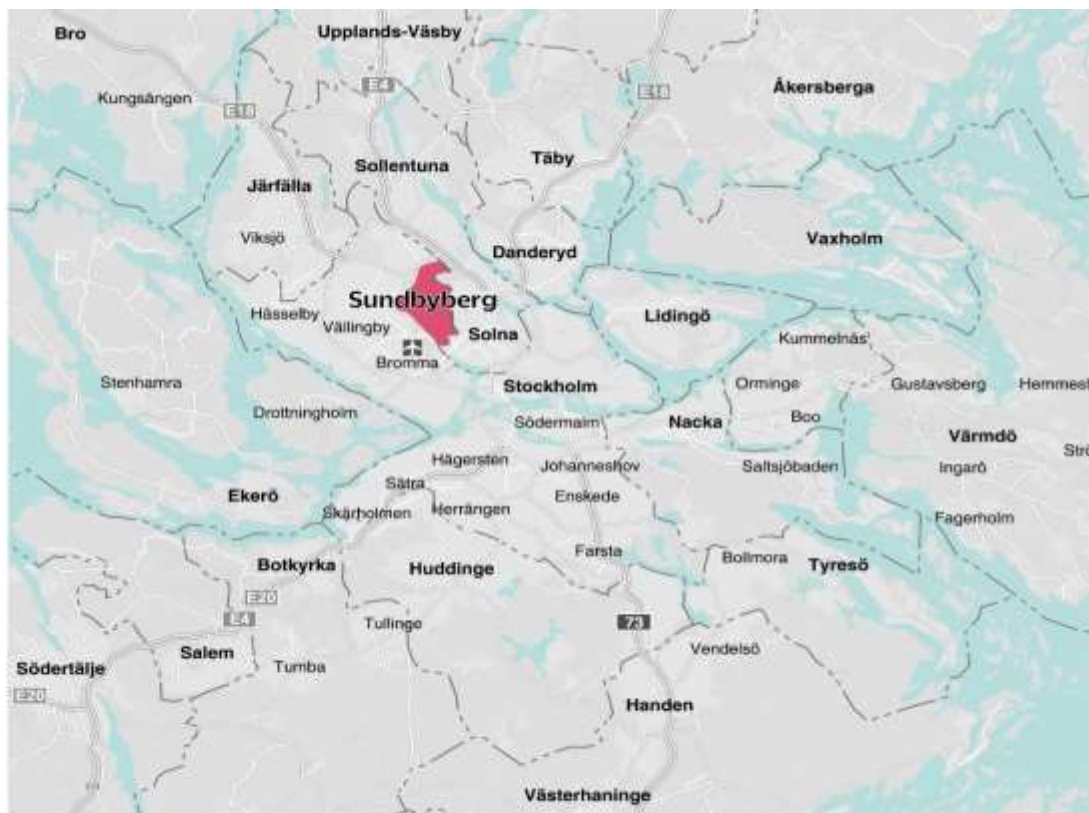 Bro
Upplands-Väsby
E4
Åkersberga
Kungsängen
E18
E18
Sollentuna
Täby
Järfälla
Viksjö
Danderyd
Vaxholm
Sundbyberg
Hässelby
Vällingby
Solna
Lidingö
Kummelnäs
Bromma
Stenhamra
Stockholm
Orminge
Gustavsberg
Drottningholm
Södermalm
Nacka
Boo
Värmdö
Hägersten
Johanneshov
Saltsjöbaden
Ingarö
Sätra
Ekerö
Enskede
Skärholmen
Herrängen
Fagerholm
Farsta
Bollmora
Botkyrka
Huddinge
Tyresö
E20
E4
73
Tullinge
Salem
Vendelsö
Södertälje
Tumba
E20
Handen
Västerhaninge